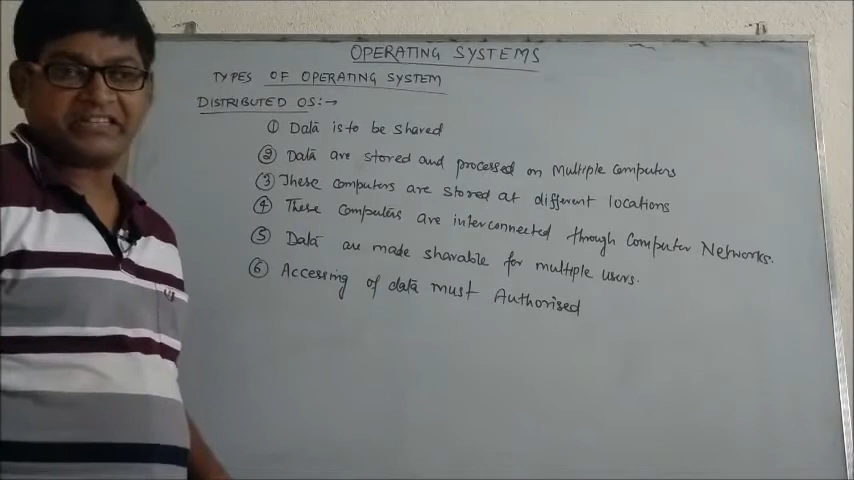 OPERATING SYSTEMS
TYPES OF OPERATING SYSTEM
DISTRIBUTED OS:→
① Data is to be shared
② Data are stored and processed on Multiple Computers
③ These computers are stored at different locations
④ These computers are interconnected through Computer Networks.
⑤ Data are made sharable for multiple users.
⑥ Accessing of data must Authorised